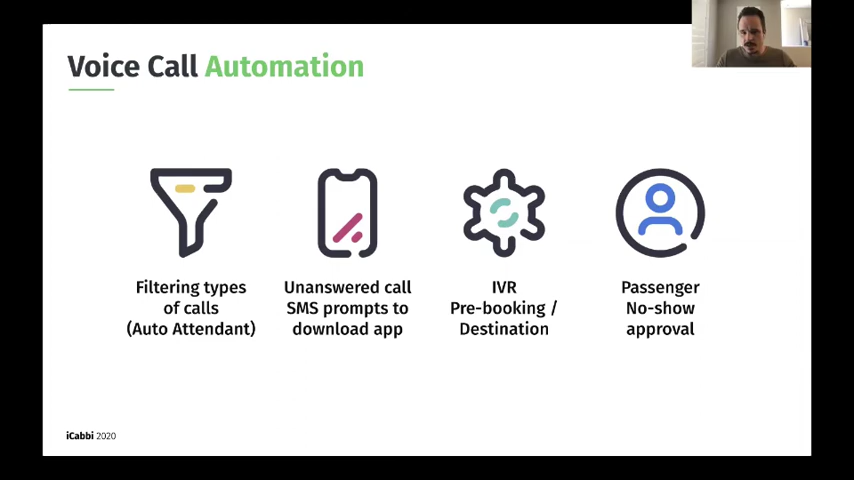 Voice Call Automation
Filtering types
of calls
(Auto Attendant)
Unanswered call
SMS prompts to
download app
IVR
Pre-booking /
Destination
Passenger
No-show
approval
iCabbi 2020